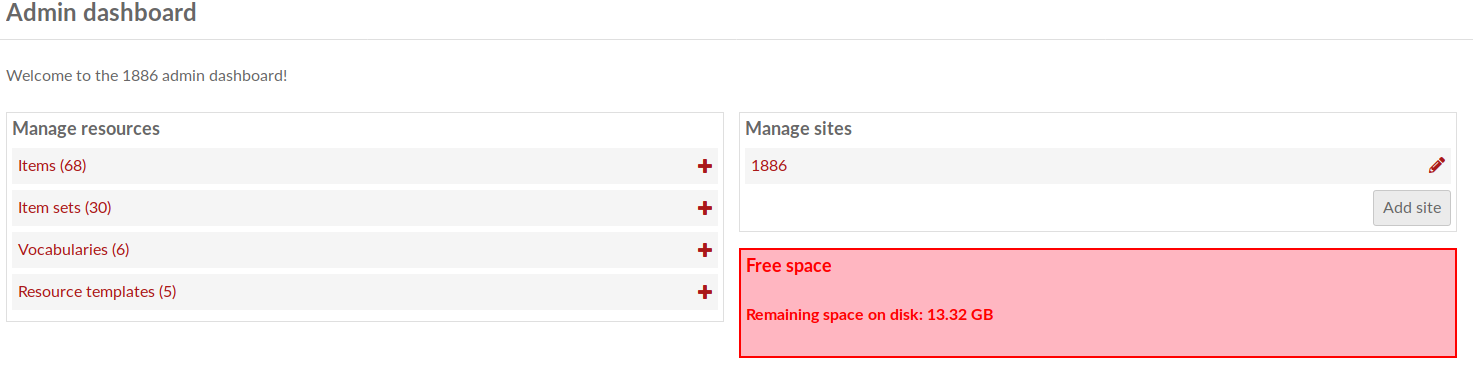 Admin dashboard
Welcome to the 1886 admin dashboard!
Manage resources
Items (68)
Item sets (30)
Vocabularies (6)
Resource templates (5)
Manage sites
1886
Add site
Free space
Remaining space on disk: 13.32 GB